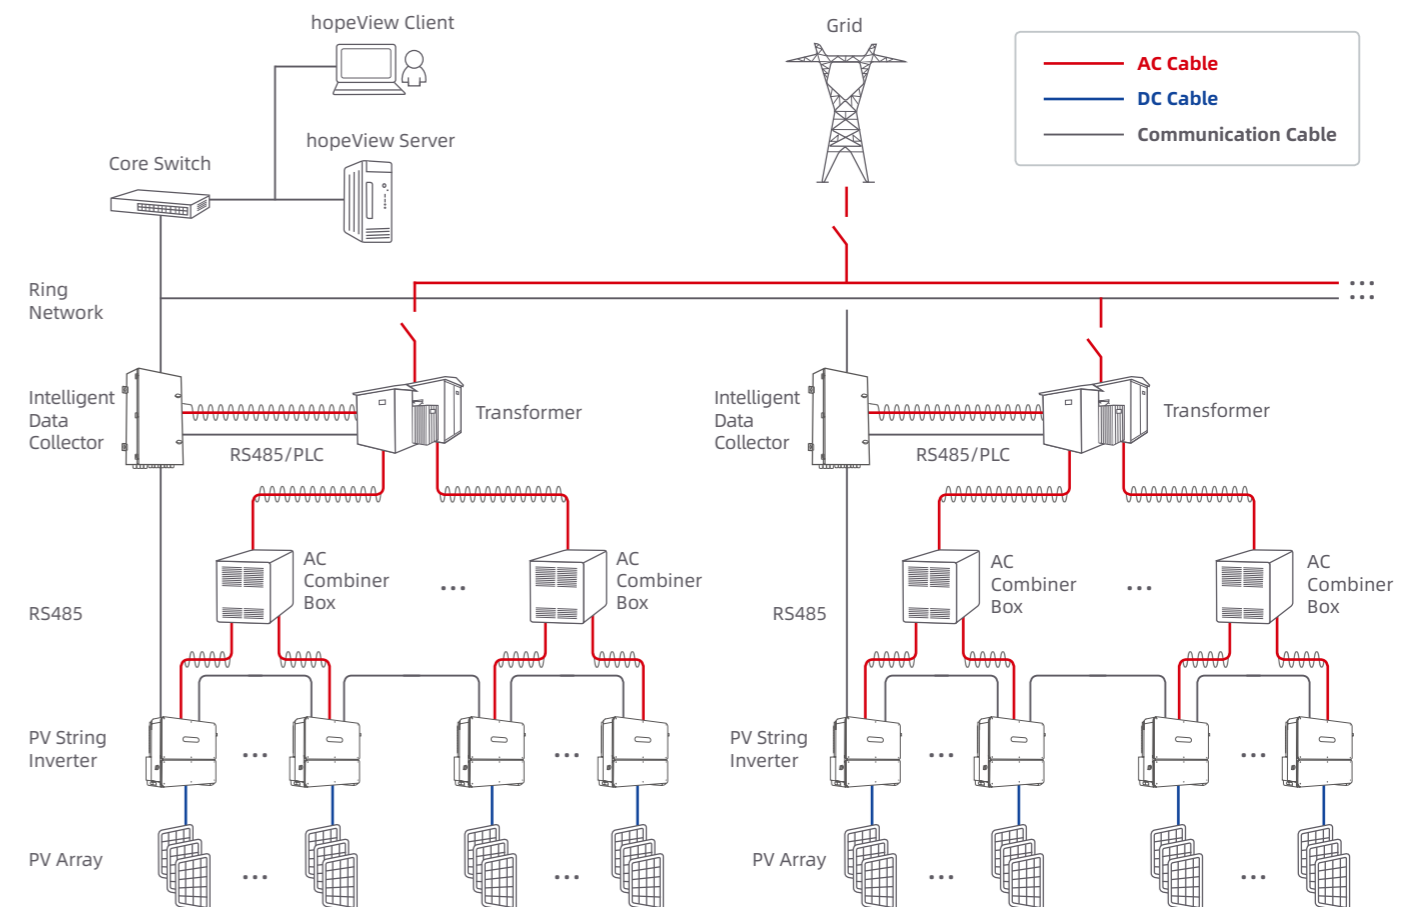 hopeView Client
Grid
AC Cable
DC Cable
Communication Cable
hopeView Server
Core Switch
Ring
Network
Intelligent
Data
Collector
Transformer
RS485/PLC
Intelligent
Data
Collector
Transformer
RS485/PLC
AC
Combiner
Box
AC
Combiner
Box
AC
Combiner
Box
AC
Combiner
Box
RS485
RS485
PV String
Inverter
PV String
Inverter
PV Array
PV Array